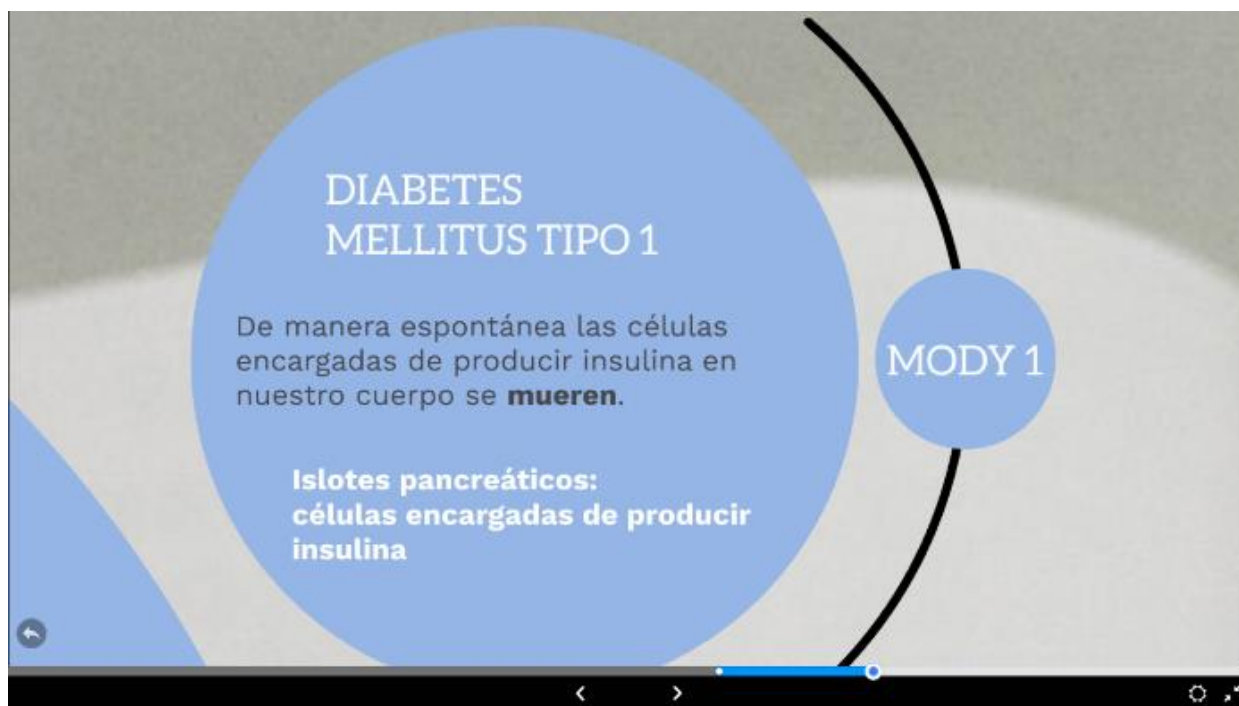 DIABETES
MELLITUS TIPO 1
De manera espontánea las células
encargadas de producir insulina en
nuestro cuerpo se mueren.
Islotes pancreáticos:
células encargadas de producir
insulina
MODY 1